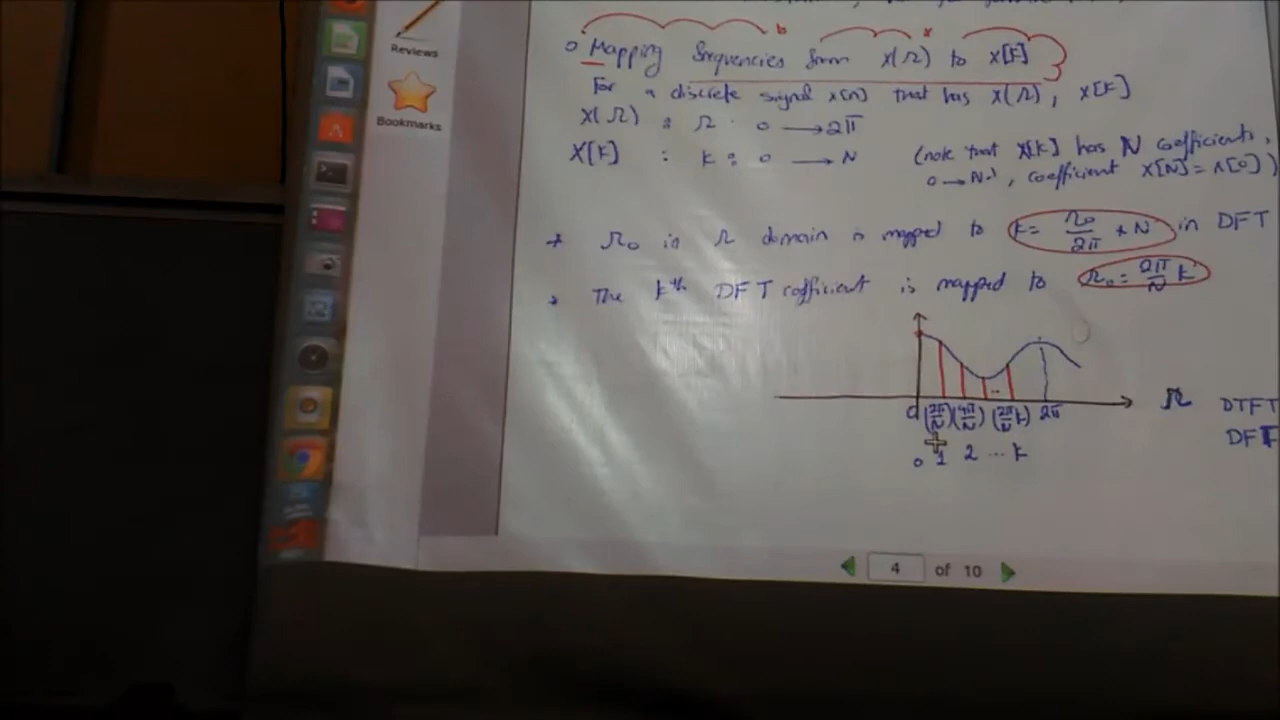 Reviews
Bookmarks
o Mapping frequencies from X(Ω) to X[k]
For a discrete signal x(n) that has X(Ω), X[k]
X(Ω) : Ω : 0 → 2π
X[k] : k : 0 → N (note that X[k] has N coefficients,
0 → N-1, coefficient X[N] = X[0])
* Ω₀ in Ω domain is mapped to k = Ω₀/2π * N in DFT
* The kth DFT cofficient is mapped to Ω₀ = 2π/N k
0 (2π/N) (4π/N) (2π/N k) 2π Ω DTFT
0 1 2 ... k DFT
4 of 10